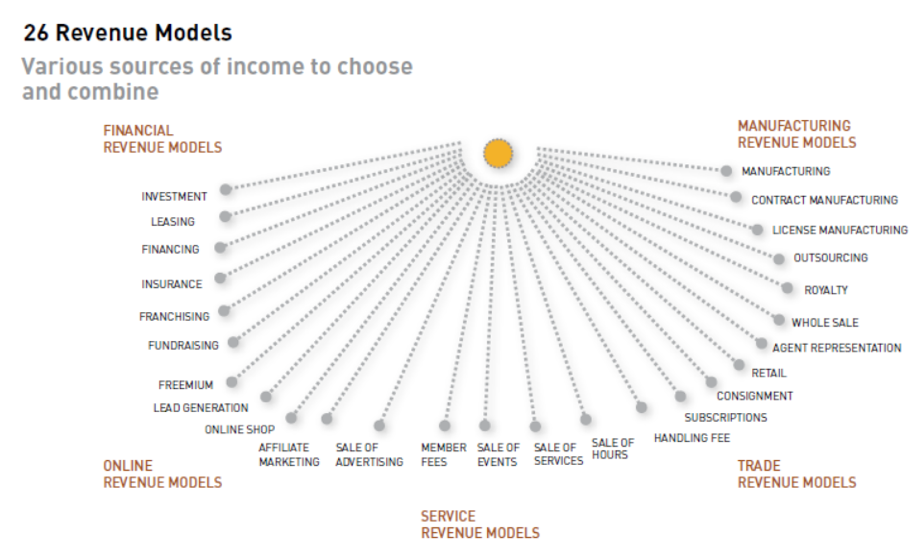 26 Revenue Models
Various sources of income to choose
and combine
FINANCIAL
REVENUE MODELS
INVESTMENT
LEASING
FINANCING
INSURANCE
FRANCHISING
FUNDRAISING
FREEMIUM
LEAD GENERATION
ONLINE SHOP
AFFILIATE
MARKETING
SALE OF
ADVERTISING
ONLINE
REVENUE MODELS
MEMBER
FEES
SALE OF
EVENTS
SALE OF
SERVICES
SALE OF
HOURS
SERVICE
REVENUE MODELS
MANUFACTURING
REVENUE MODELS
MANUFACTURING
CONTRACT MANUFACTURING
LICENSE MANUFACTURING
OUTSOURCING
ROYALTY
WHOLE SALE
AGENT REPRESENTATION
RETAIL
CONSIGNMENT
SUBSCRIPTIONS
HANDLING FEE
TRADE
REVENUE MODELS